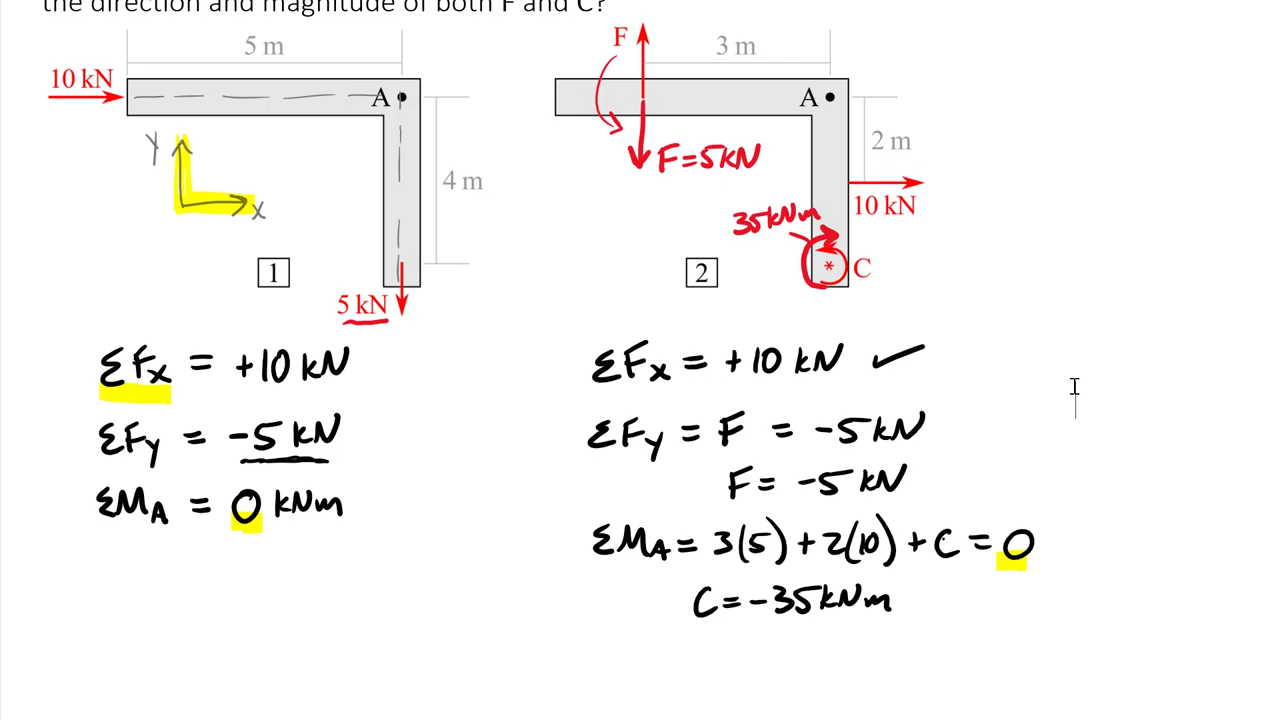 the direction and magnitude of both F and C?
5 m
10 kN
A
Y
x
4 m
1
5 kN
F
3 m
A
F=5kN
2 m
10 kN
35kNm
2
* C
ΣFx = +10 kN
ΣFy = -5 kN
ΣMA = 0 kNm
ΣFx = +10 kN ✓
ΣFy = F = -5kN
F = -5 kN
ΣMA = 3(5) + 2(10) + C = 0
C = -35kNm